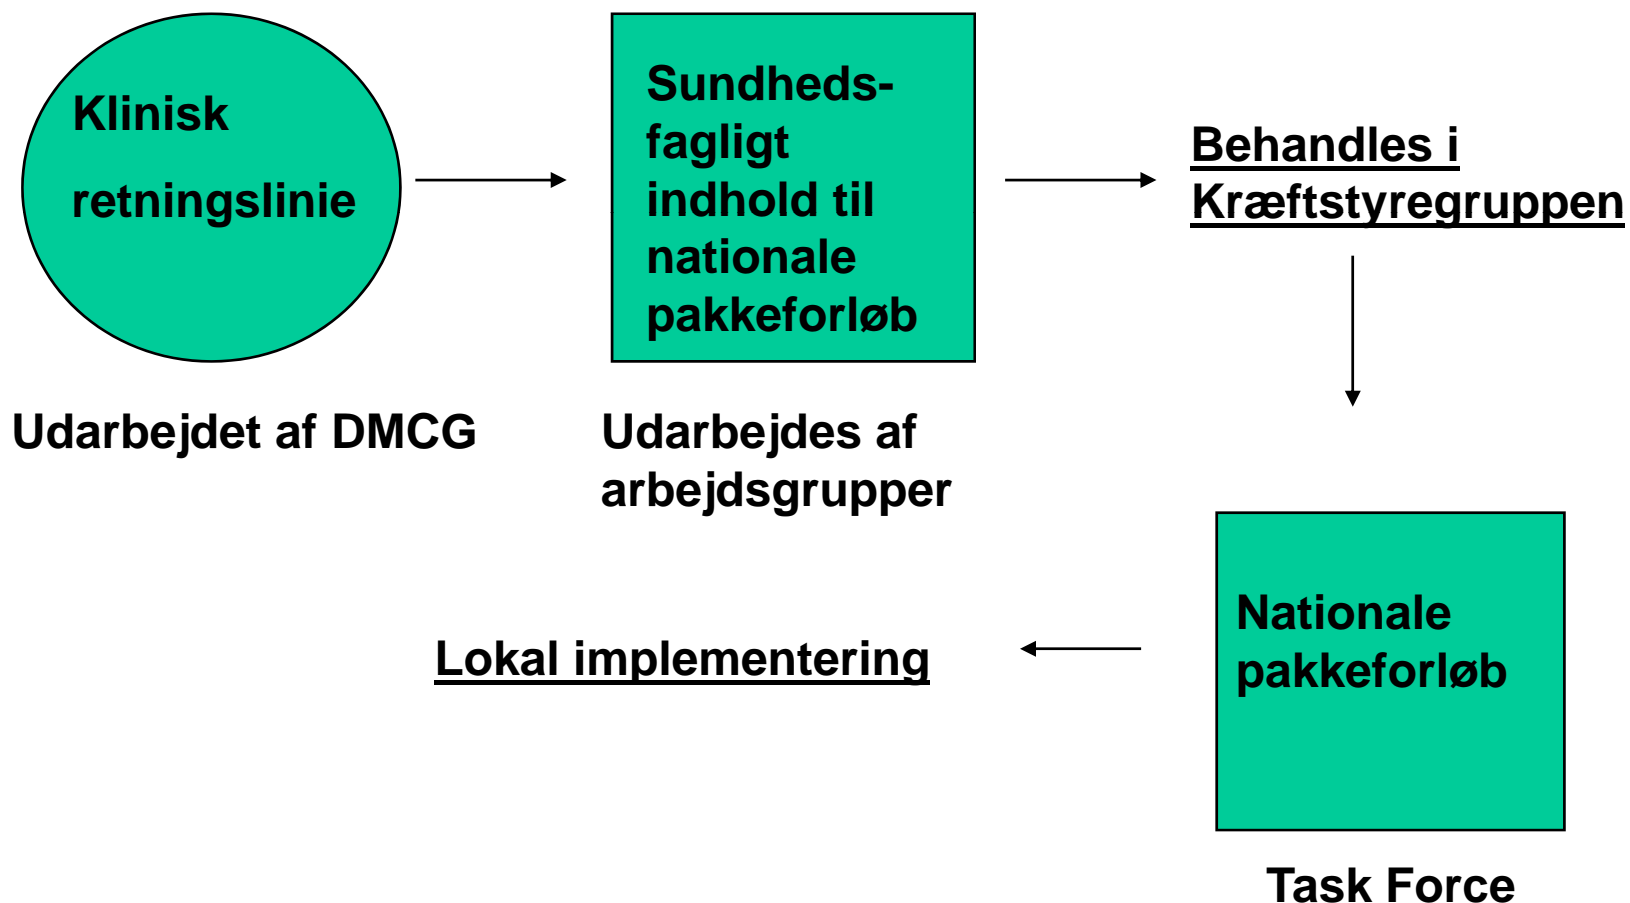 Klinisk
retningslinie
Udarbejdet af DMCG
Sundheds-
fagligt
indhold til
nationale
pakkeforløb
Udarbejdes af
arbejdsgrupper
Behandles i
Kræftstyregruppen
Nationale
pakkeforløb
Task Force
Lokal implementering